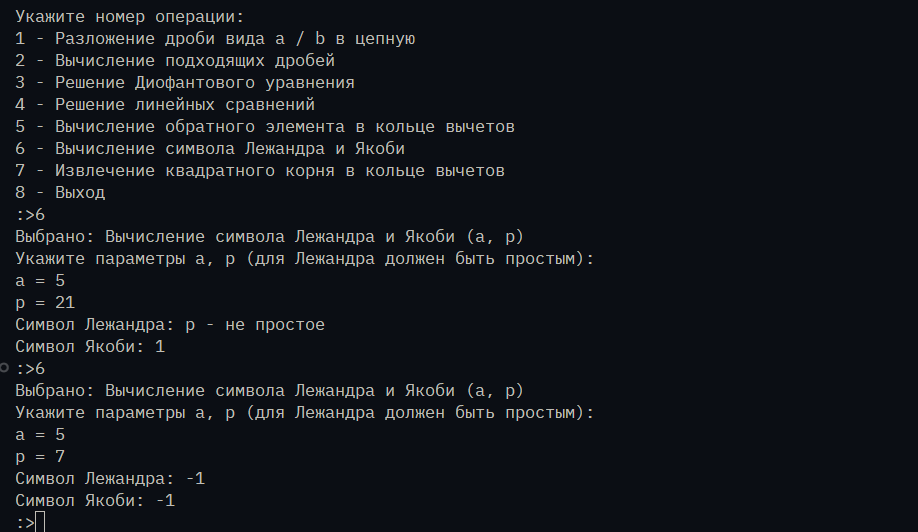 Укажите номер операции:
1 - Разложение дроби вида a / b в цепную
2 - Вычисление подходящих дробей
3 - Решение Диофантового уравнения
4 - Решение линейных сравнений
5 - Вычисление обратного элемента в кольце вычетов
6 - Вычисление символа Лежандра и Якоби
7 - Извлечение квадратного корня в кольце вычетов
8 - Выход
:>6
Выбрано: Вычисление символа Лежандра и Якоби (a, p)
Укажите параметры a, p (для Лежандра должен быть простым):
a = 5
p = 21
Символ Лежандра: p - не простое
Символ Якоби: 1
:>6
Выбрано: Вычисление символа Лежандра и Якоби (a, p)
Укажите параметры a, p (для Лежандра должен быть простым):
a = 5
p = 7
Символ Лежандра: -1
Символ Якоби: -1
:>